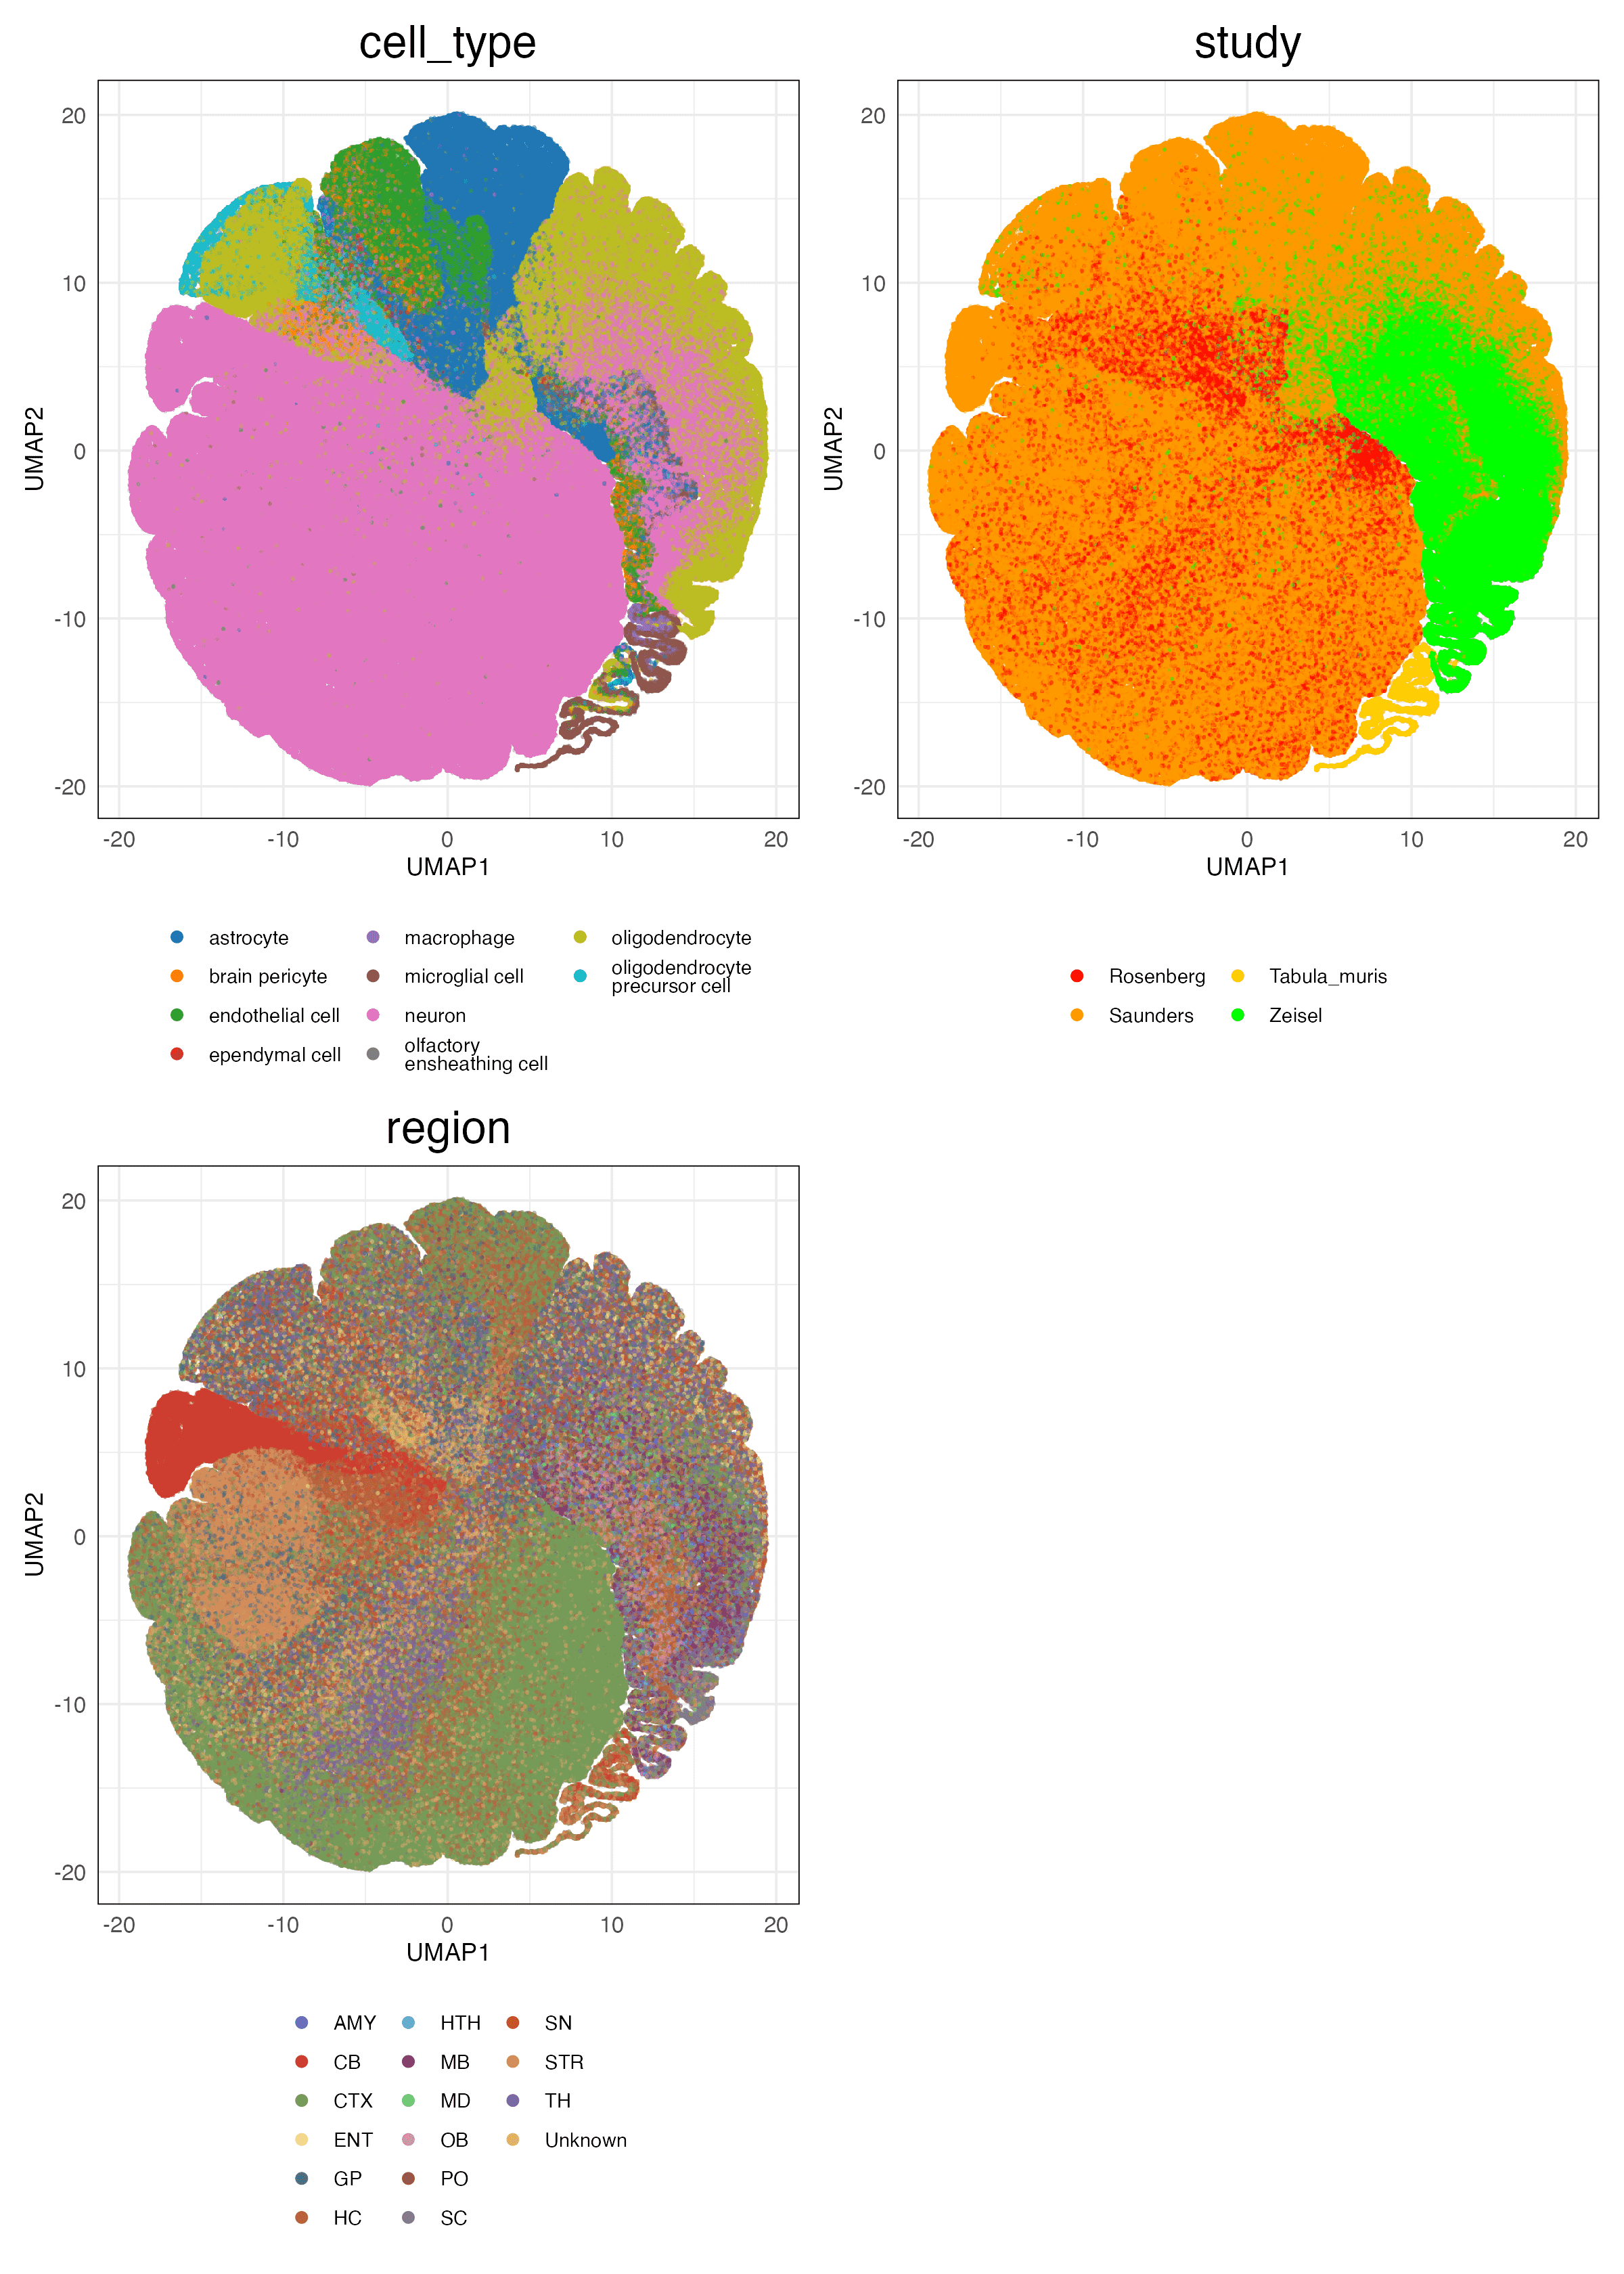 cell_type
study
20
10
0
-10
-20
UMAP2
-20
-10
0
10
20
UMAP1
20
10
0
-10
-20
UMAP2
-20
-10
0
10
20
UMAP1
astrocyte
brain pericyte
endothelial cell
ependymal cell
macrophage
microglial cell
neuron
olfactory
ensheathing cell
oligodendrocyte
oligodendrocyte
precursor cell
Rosenberg
Saunders
Tabula_muris
Zeisel
region
20
10
0
-10
-20
UMAP2
-20
-10
0
10
20
UMAP1
AMY
CB
CTX
ENT
GP
HC
HTH
MB
MD
OB
PO
SC
SN
STR
TH
Unknown